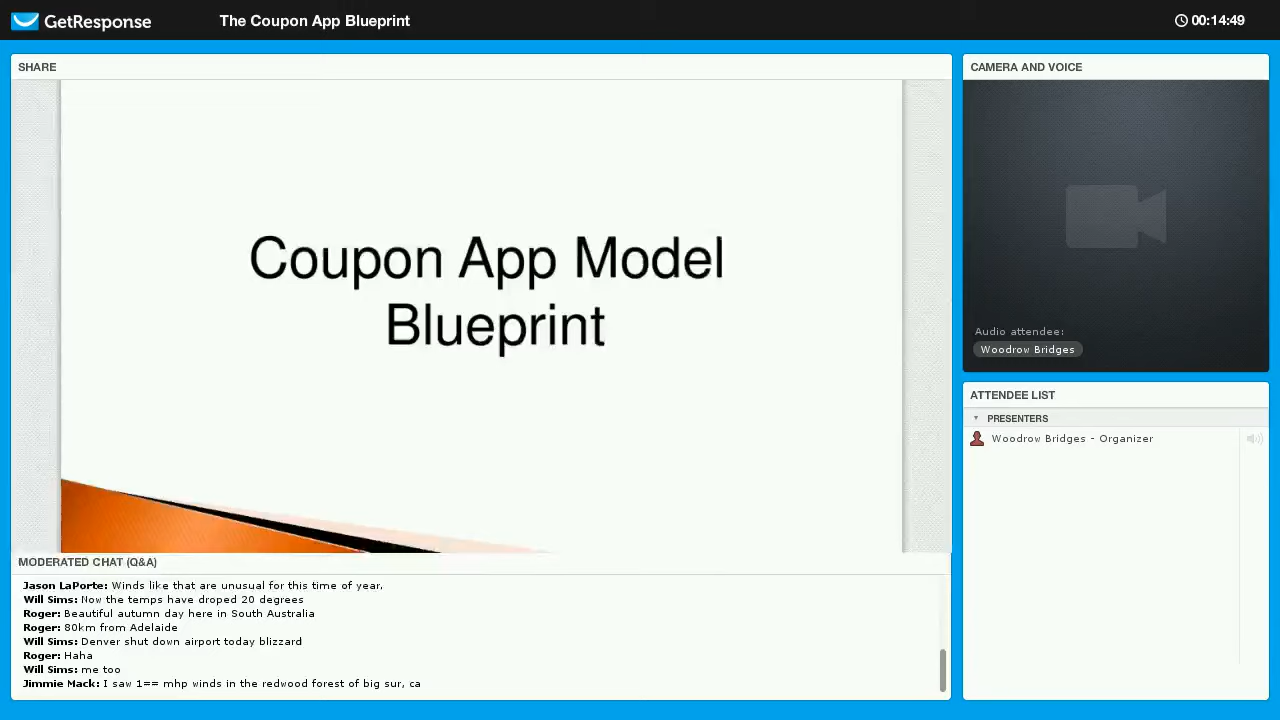 GetResponse
The Coupon App Blueprint
00:14:49
SHARE
Coupon App Model
Blueprint
MODERATED CHAT (Q&A)
Jason LaPorte: Winds like that are unusual for this time of year.
Will Sims: Now the temps have droped 20 degrees
Roger: Beautiful autumn day here in South Australia
Roger: 80km from Adelaide
Will Sims: Denver shut down airport today blizzard
Roger: Haha
Will Sims: me too
Jimmie Mack: I saw 1== mhp winds in the redwood forest of big sur, ca
CAMERA AND VOICE
Audio attendee:
Woodrow Bridges
ATTENDEE LIST
PRESENTERS
Woodrow Bridges - Organizer